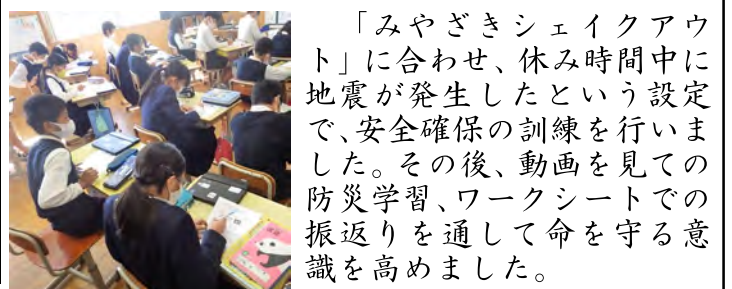 「みやざきシェイクアウ
ト」に合わせ、休み時間中に
地震が発生したという設定
で、安全確保の訓練を行いま
した。その後、動画を見ての
防災学習、ワークシートでの
振返りを通して命を守る意
識を高めました。